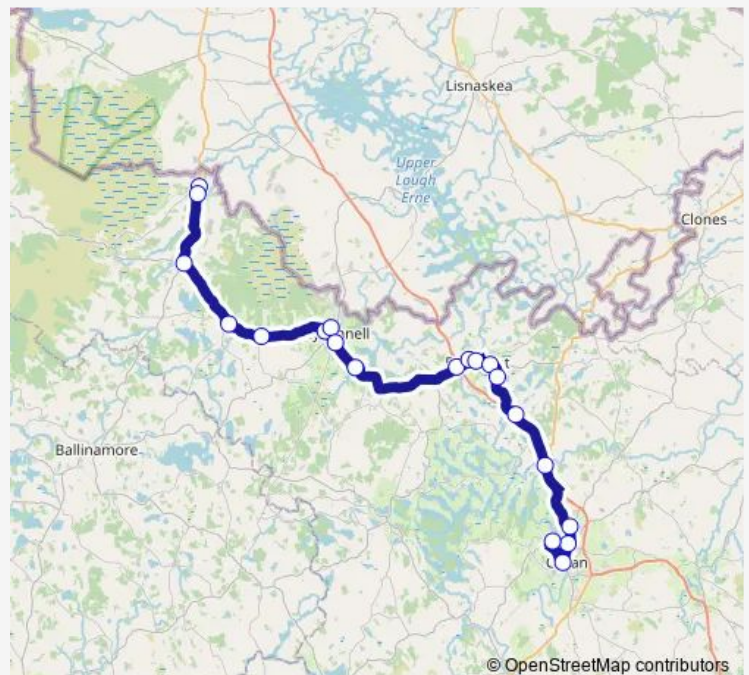 Lisnaskea
Upper
Lough
Erne
Clones
Ballinamore
© OpenStreetMap contributors